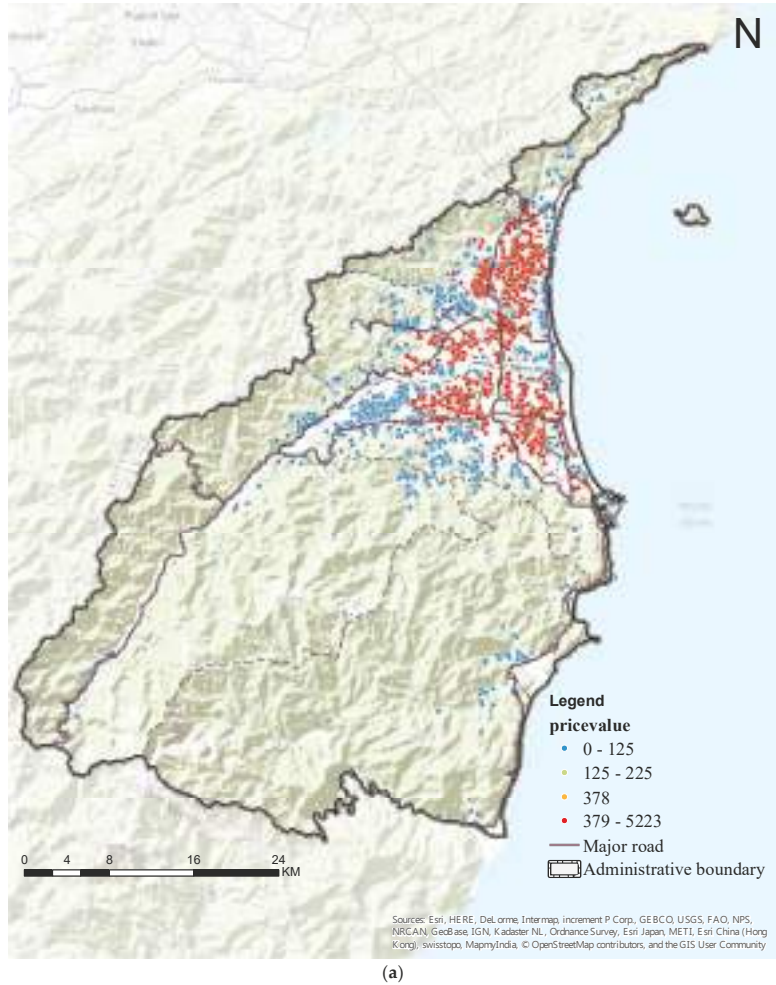 N
Legend
pricevalue
0 - 125
125 - 225
378
379 - 5223
Major road
Administrative boundary
0 4 8 16 24
KM
Sources: Esri, HERE, DeLorme, Intermap, increment P Corp., GEBCO, USGS, FAO, NPS,
NRCAN, GeoBase, IGN, Kadaster NL, Ordnance Survey, Esri Japan, METI, Esri China (Hong
Kong), swisstopo, MapmyIndia, © OpenStreetMap contributors, and the GIS User Community
(a)